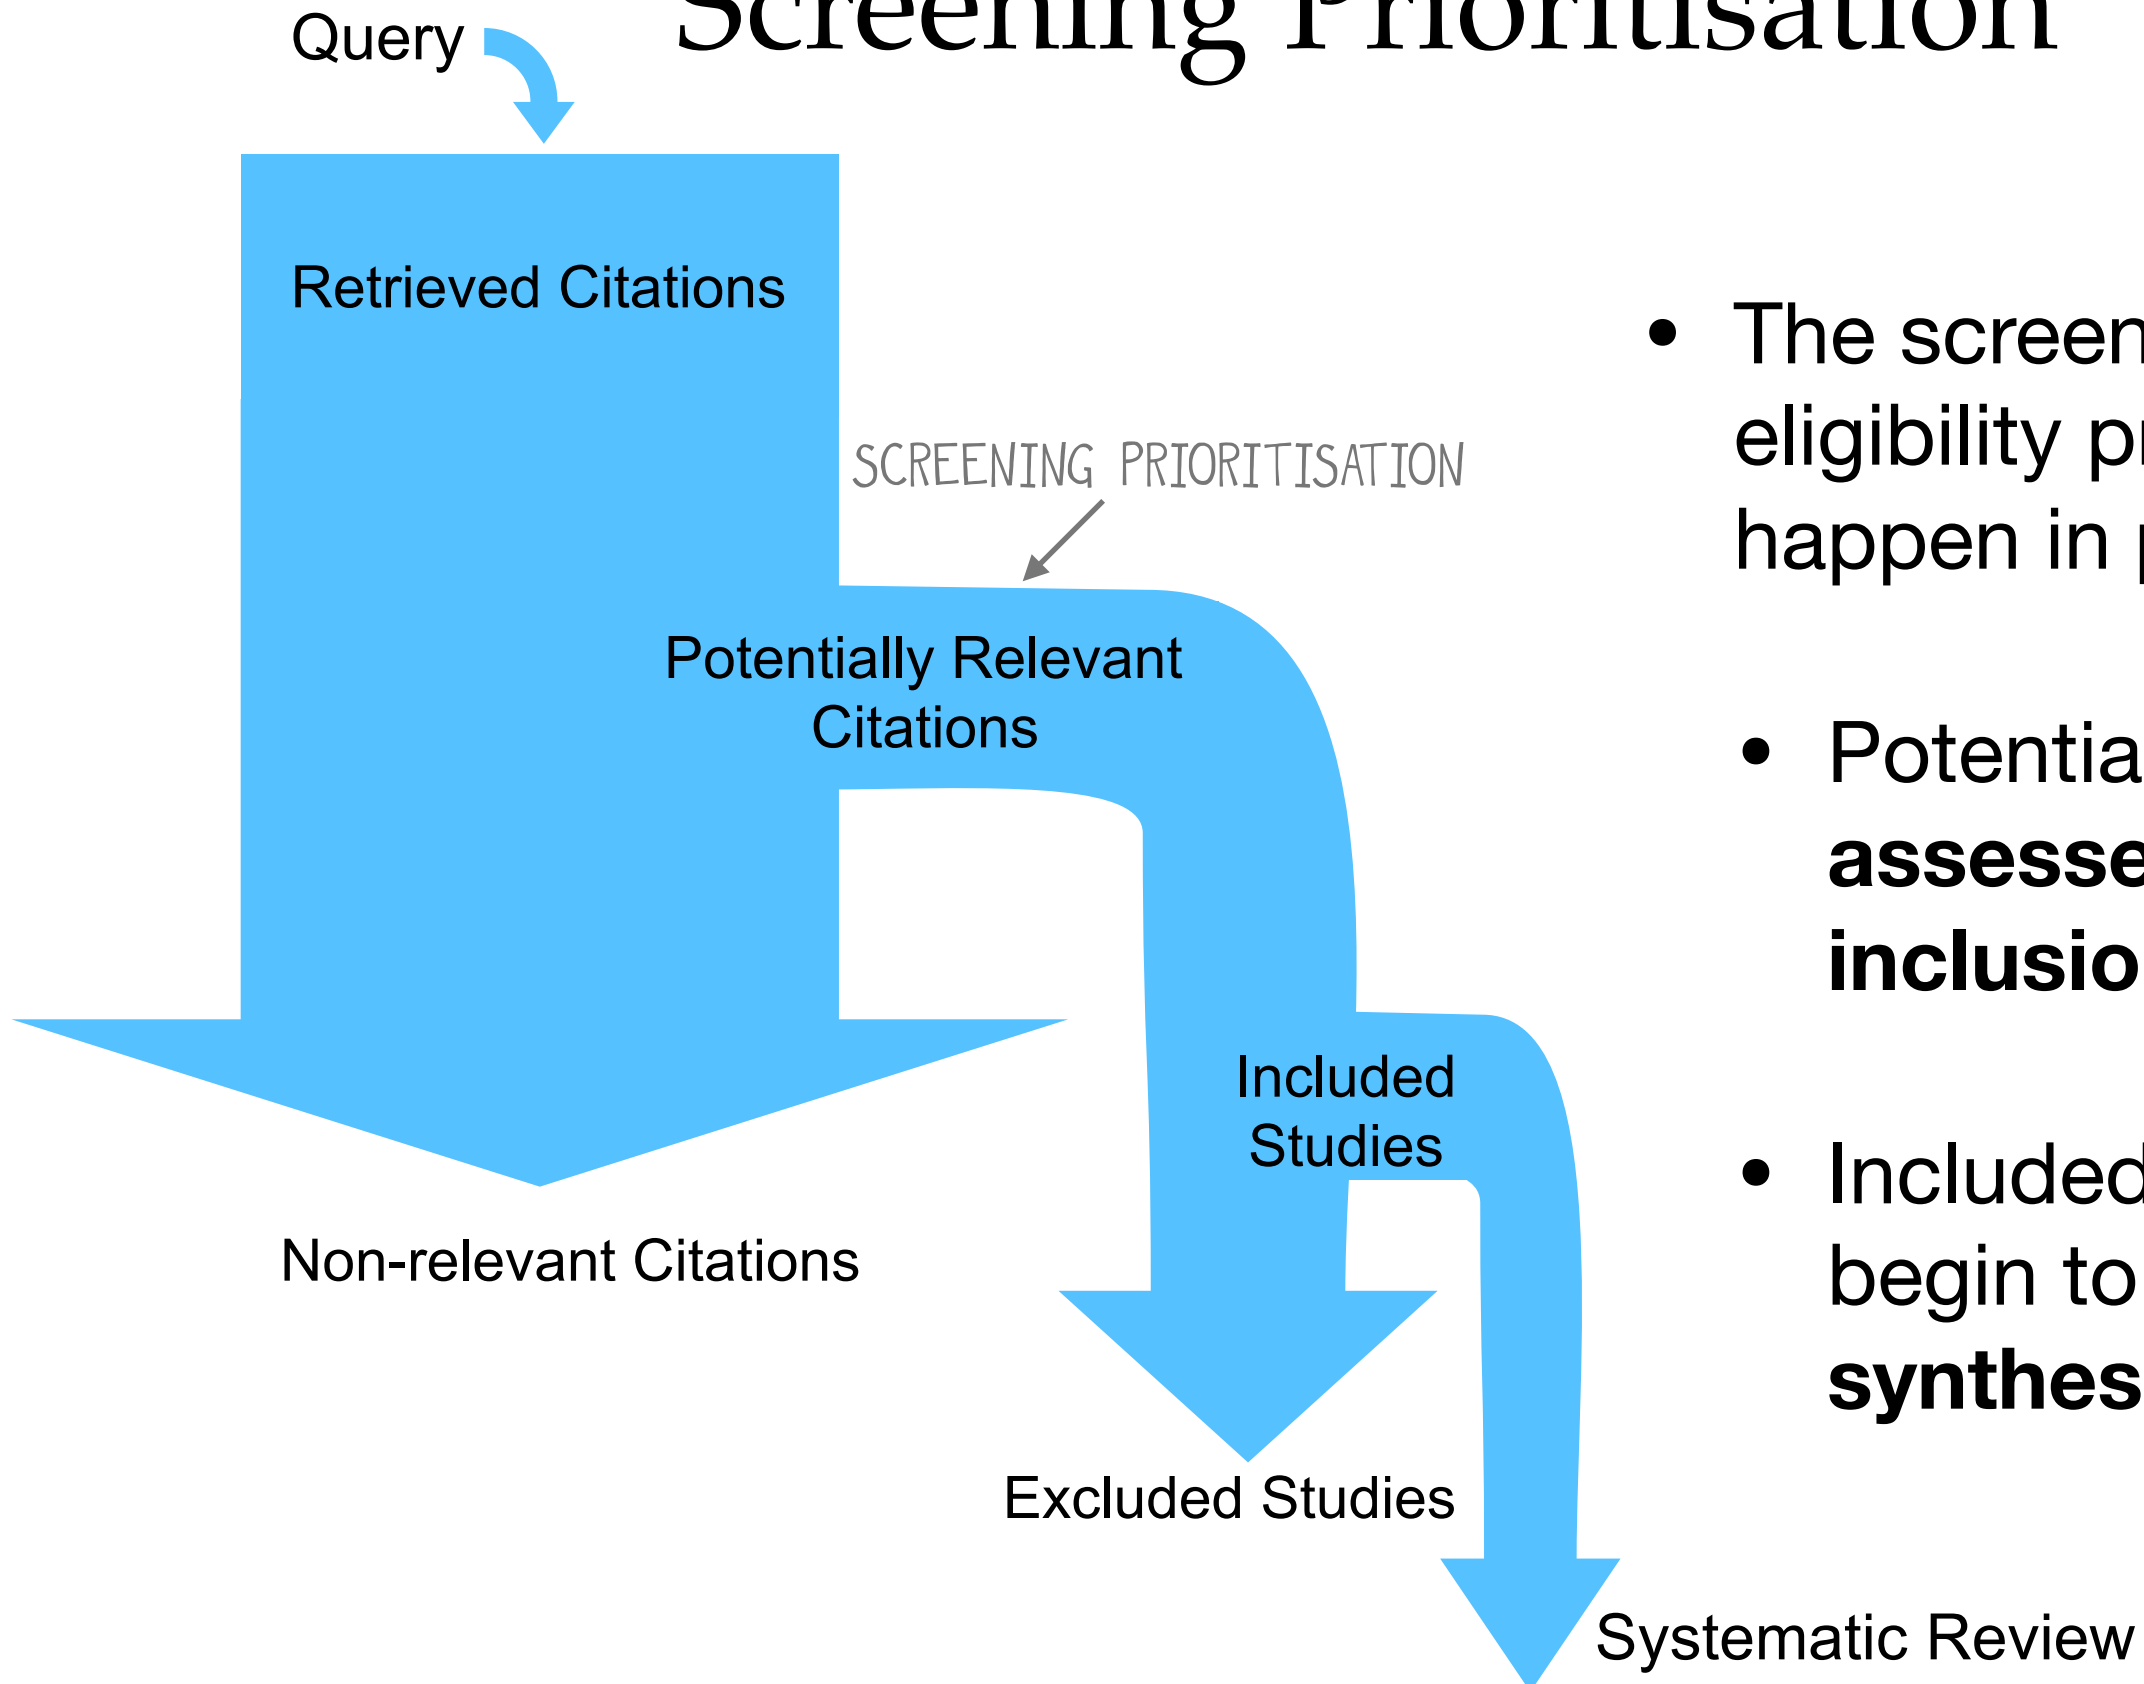 Screening Prioritisation
Query
Retrieved Citations
SCREENING PRIORITISATION
Potentially Relevant
Citations
Included
Studies
Non-relevant Citations
Excluded Studies
Systematic Review
• The screen
eligibility p
happen in
• Potentia
assesse
inclusio
• Included
begin to
synthes